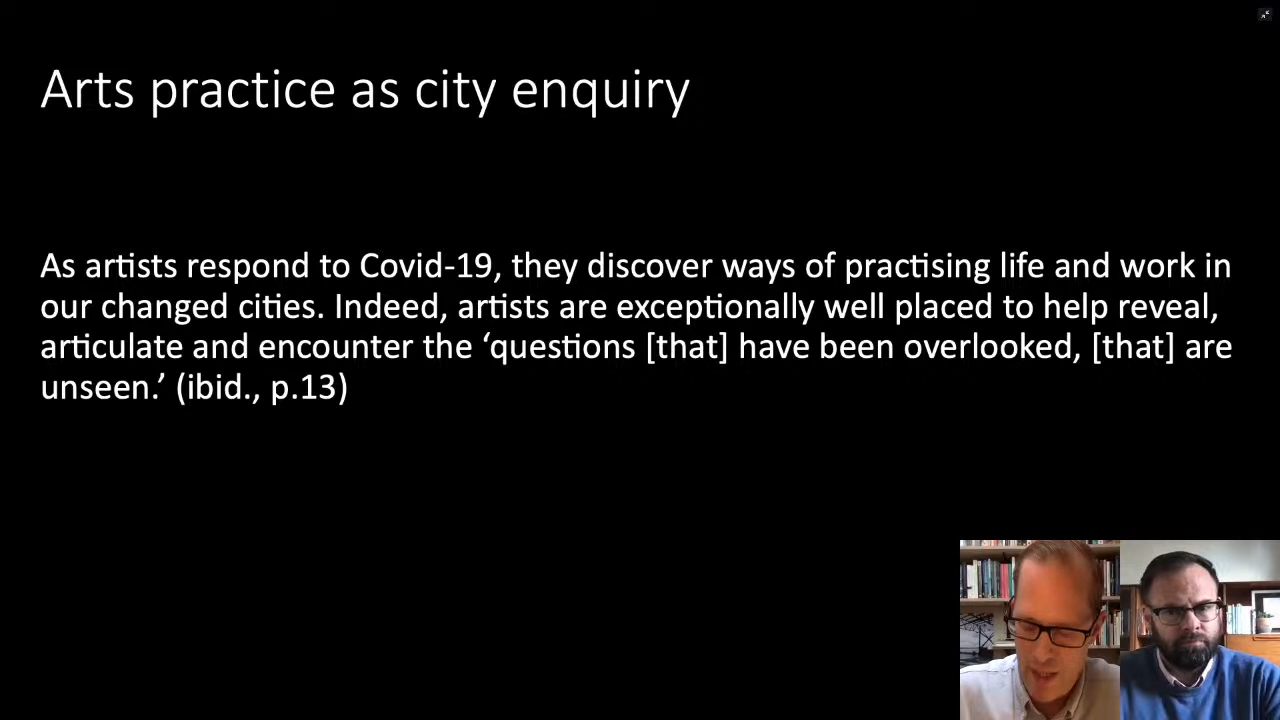 Arts practice as city enquiry
As artists respond to Covid-19, they discover ways of practising life and work in
our changed cities. Indeed, artists are exceptionally well placed to help reveal,
articulate and encounter the ‘questions [that] have been overlooked, [that] are
unseen.’ (ibid., p.13)